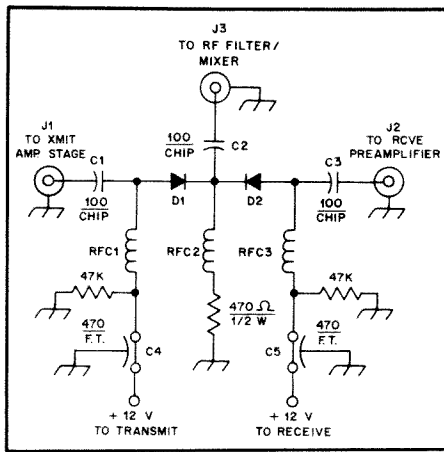 J3
TO RF FILTER/
MIXER
J1
TO XMIT
AMP STAGE
C1
100
CHIP
C2
100
CHIP
C3
100
CHIP
J2
TO RCVE
PREAMPLIFIER
D1
D2
RFC1
RFC2
RFC3
47K
47K
470 Ω
1/2 W
470
F.T.
C4
C5
470
F.T.
+ 12 V
TO TRANSMIT
+ 12 V
TO RECEIVE